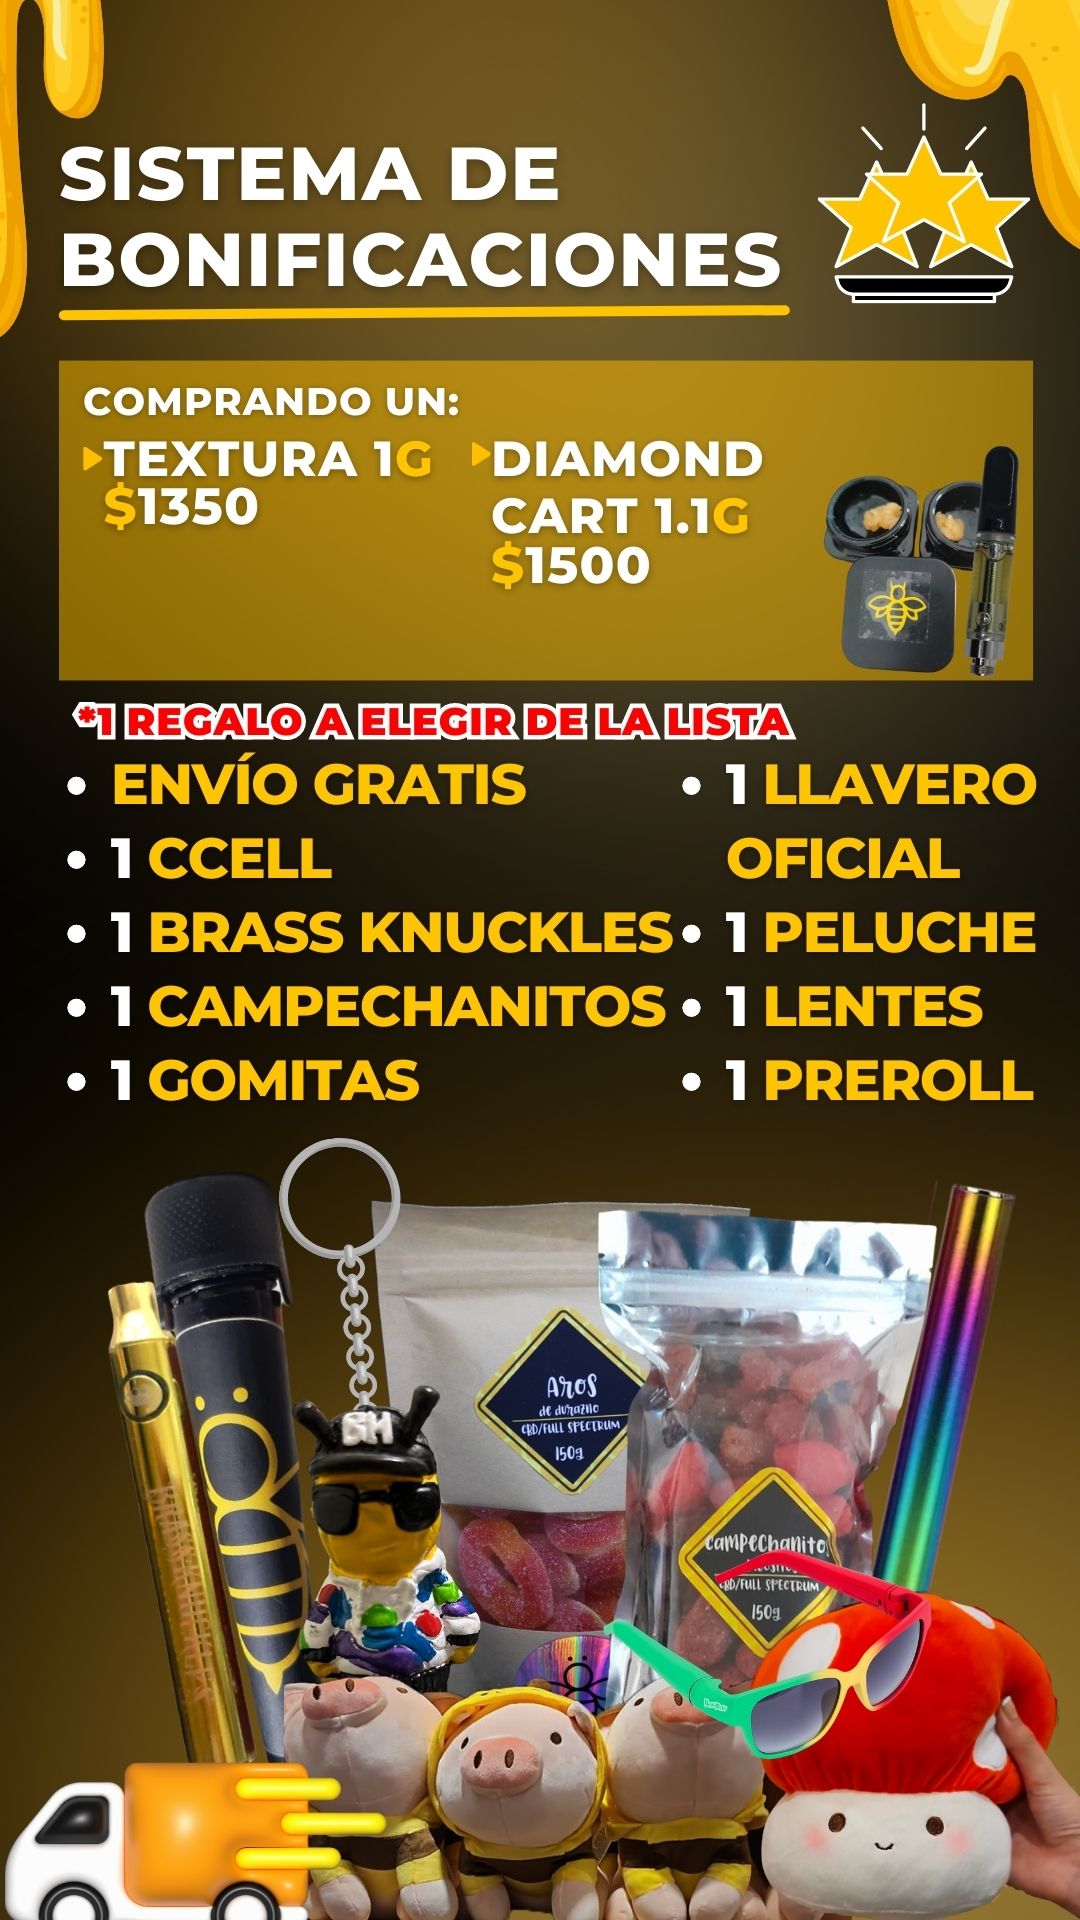 SISTEMA DE
BONIFICACIONES
COMPRANDO UN:
TEXTURA 1G
$1350
DIAMOND
CART 1.1G
$1500
*1 REGALO A ELEGIR DE LA LISTA
• ENVÍO GRATIS
• 1 CCELL
• 1 BRASS KNUCKLES
• 1 CAMPECHANITOS
• 1 GOMITAS
• 1 LLAVERO
OFICIAL
• 1 PELUCHE
• 1 LENTES
• 1 PREROLL
Aros
de durazno
CBD/FULL SPECTRUM
150g
BH
campechanito
CBD/FULL SPECTRUM
150g